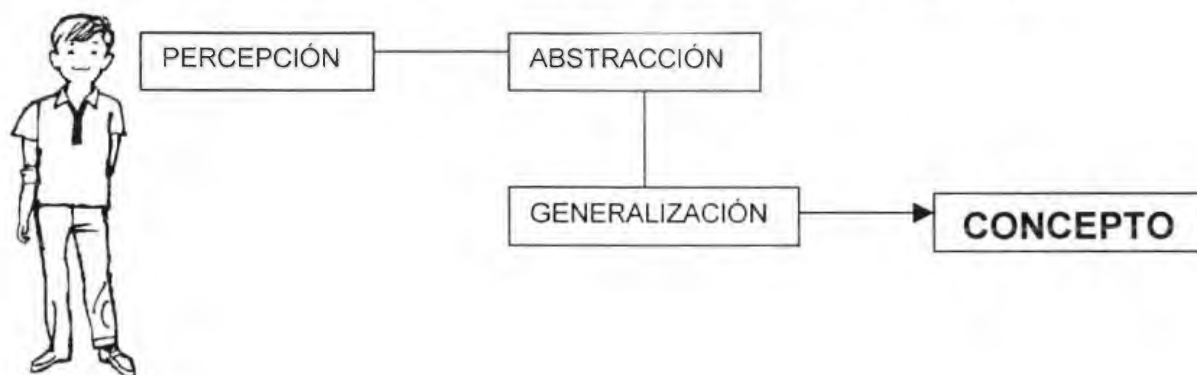 PERCEPCIÓN
ABSTRACCIÓN
GENERALIZACIÓN
CONCEPTO